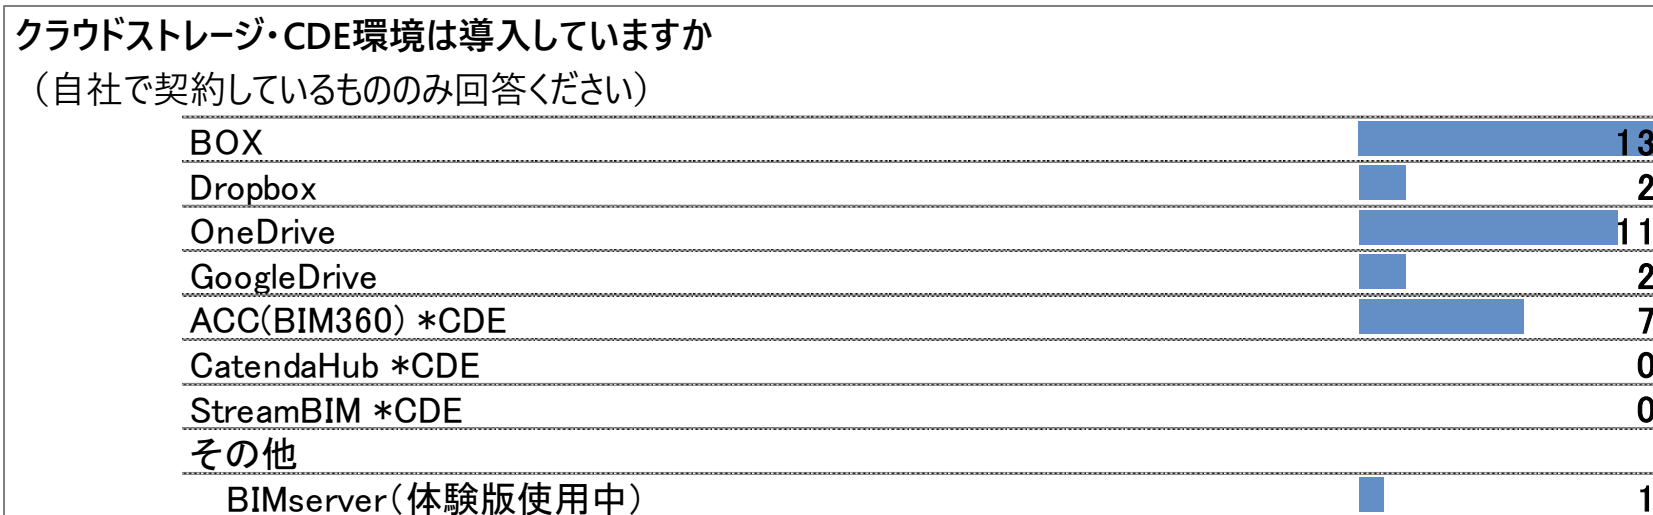 クラウドストレージ・CDE環境は導入していますか
（自社で契約しているもののみ回答ください）
BOX 13
Dropbox 2
OneDrive 11
GoogleDrive 2
ACC(BIM360) *CDE 7
CatendaHub *CDE 0
StreamBIM *CDE 0
その他
BIMserver(体験版使用中) 1